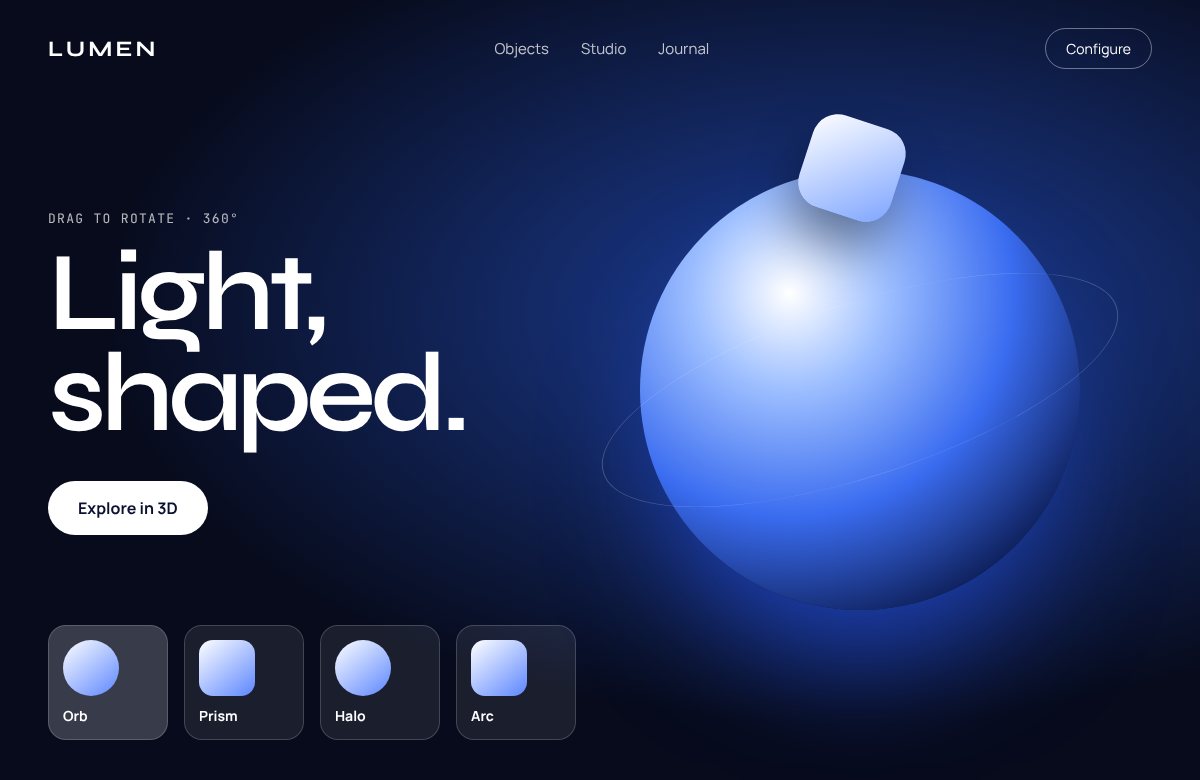 LUMEN
Objects
Studio
Journal
Configure
DRAG TO ROTATE · 360°
Light,
shaped.
Explore in 3D
Orb
Prism
Halo
Arc